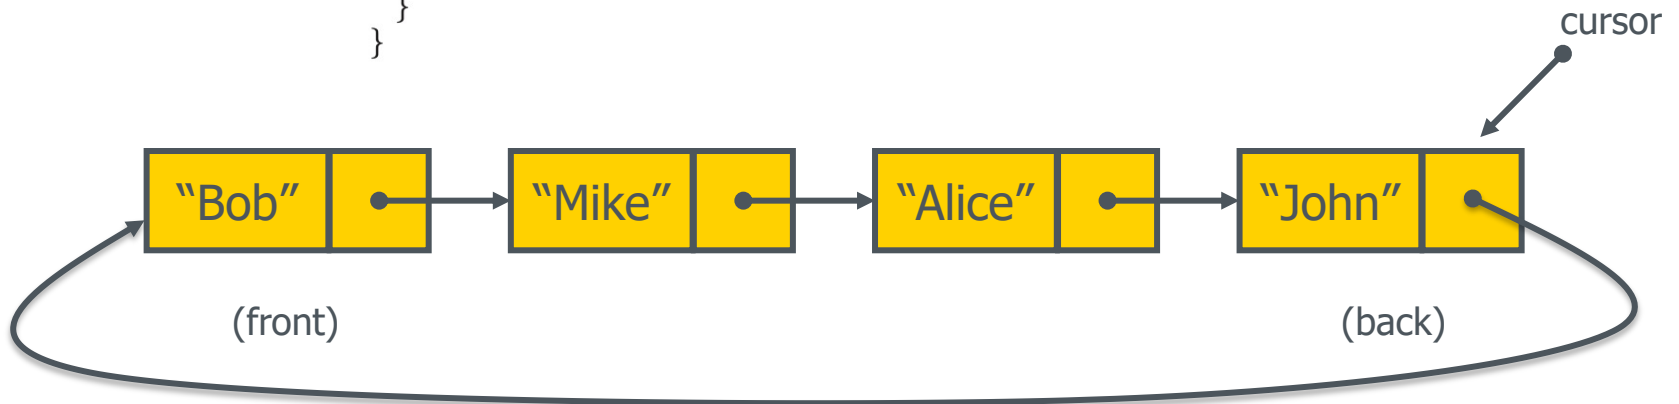 }
}
cursor
“Bob”
“Mike”
“Alice”
“John”
(front)
(back)